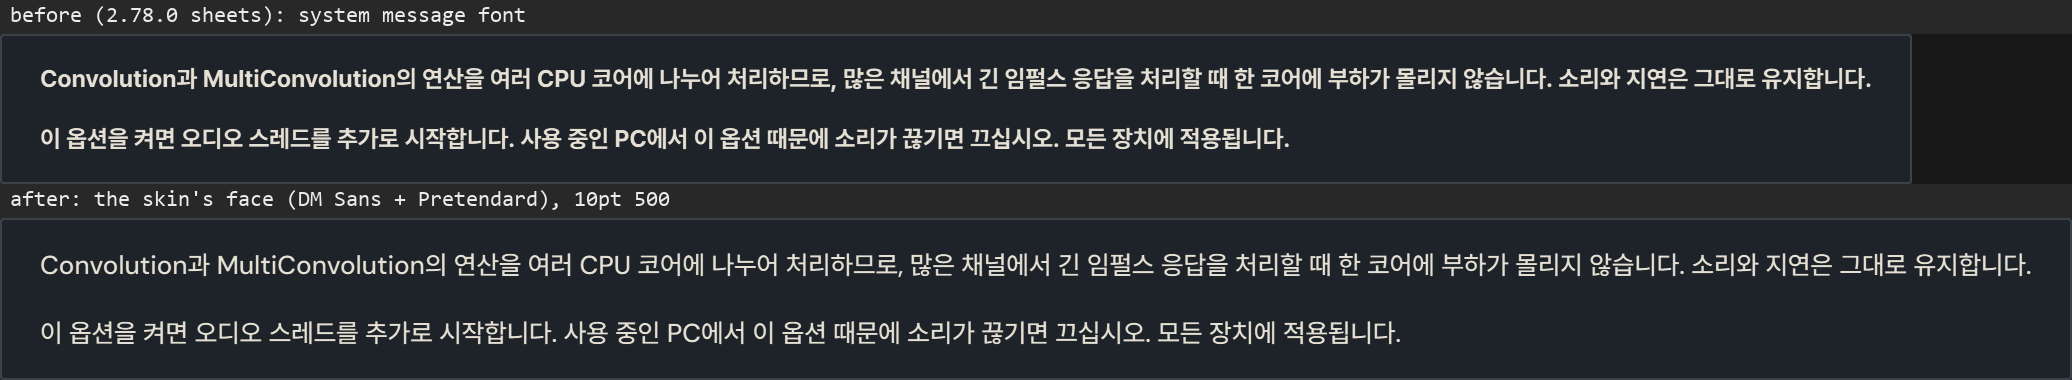 before (2.78.0 sheets): system message font
Convolution과 MultiConvolution의 연산을 여러 CPU 코어에 나누어 처리하므로, 많은 채널에서 긴 임펄스 응답을 처리할 때 한 코어에 부하가 몰리지 않습니다. 소리와 지연은 그대로 유지합니다.
이 옵션을 켜면 오디오 스레드를 추가로 시작합니다. 사용 중인 PC에서 이 옵션 때문에 소리가 끊기면 끄십시오. 모든 장치에 적용됩니다.
after: the skin's face (DM Sans + Pretendard), 10pt 500
Convolution과 MultiConvolution의 연산을 여러 CPU 코어에 나누어 처리하므로, 많은 채널에서 긴 임펄스 응답을 처리할 때 한 코어에 부하가 몰리지 않습니다. 소리와 지연은 그대로 유지합니다.
이 옵션을 켜면 오디오 스레드를 추가로 시작합니다. 사용 중인 PC에서 이 옵션 때문에 소리가 끊기면 끄십시오. 모든 장치에 적용됩니다.